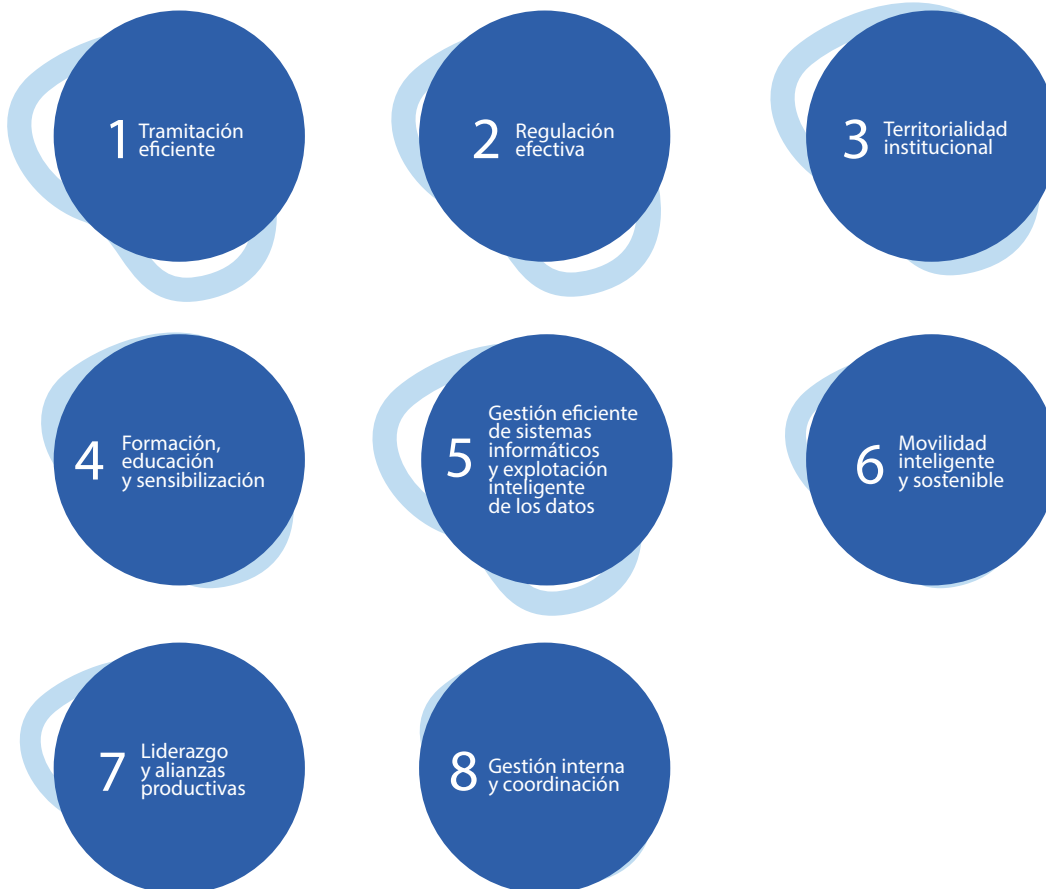 1 Tramitación
eficiente
2 Regulación
efectiva
3 Territorialidad
institucional
4 Formación,
educación
y sensibilización
5 Gestión eficiente
de sistemas
informáticos
y explotación
inteligente
de los datos
6 Movilidad
inteligente
y sostenible
7 Liderazgo
y alianzas
productivas
8 Gestión interna
y coordinación